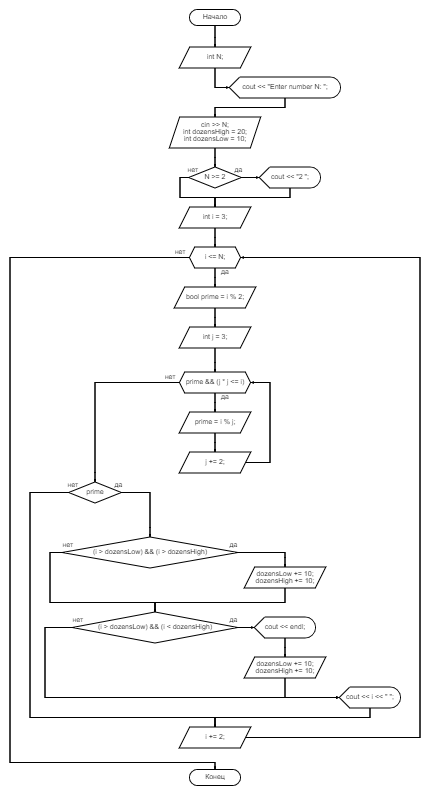 Начало
int N;
cout << "Enter number N: ";
cin >> N;
int dozensHigh = 20;
int dozensLow = 10;
нет
N >= 2
да
cout << "2 ";
int i = 3;
нет
i <= N;
да
bool prime = i % 2;
int j = 3;
нет
prime && (j * j <= i)
да
prime = i % j;
j += 2;
нет
prime
да
нет
(i > dozensLow) && (i > dozensHigh)
да
dozensLow += 10;
dozensHigh += 10;
нет
(i > dozensLow) && (i < dozensHigh)
да
cout << endl;
dozensLow += 10;
dozensHigh += 10;
cout << i << " ";
i += 2;
Конец